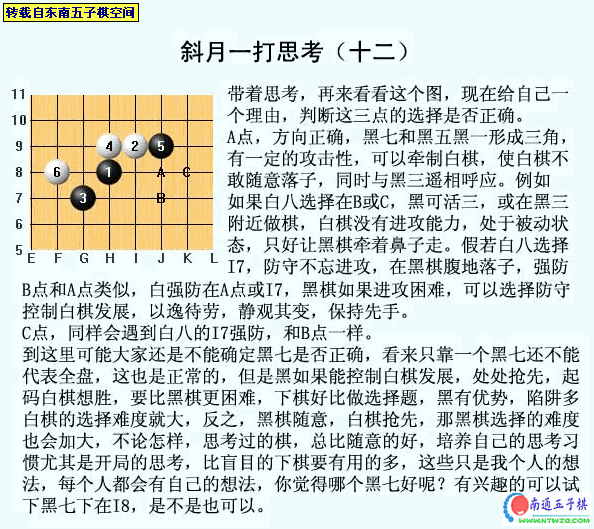 转载自东南五子棋空间
斜月一打思考（十二）
11
10
9
8
7
6
5
E F G H I J K L
4 2 5
6 1 A C
3 B
带着思考，再来看看这个图，现在给自己一
个理由，判断这三点的选择是否正确。
A点，方向正确，黑七和黑五黑一形成三角，
有一定的攻击性，可以牵制白棋，使白棋不
敢随意落子，同时与黑三遥相呼应。例如
如果白八选择在B或C，黑可活三，或在黑三
附近做棋，白棋没有进攻能力，处于被动状
态，只好让黑棋牵着鼻子走。假若白八选择
I7，防守不忘进攻，在黑棋腹地落子，强防
B点和A点类似，白强防在A点或I7，黑棋如果进攻困难，可以选择防守
控制白棋发展，以逸待劳，静观其变，保持先手。
C点，同样会遇到白八的I7强防，和B点一样。
到这里可能大家还是不能确定黑七是否正确，看来只靠一个黑七还不能
代表全盘，这也是正常的，但是黑如果能控制白棋发展，处处抢先，起
码白棋想胜，要比黑棋更困难，下棋好比做选择题，黑有优势，陷阱多
白棋的选择难度就大，反之，黑棋随意，白棋抢先，那黑棋选择的难度
也会加大，不论怎样，思考过的棋，总比随意的好，培养自己的思考习
惯尤其是开局的思考，比盲目的下棋要有用的多，这些只是我个人的想
法，每个人都会有自己的想法，你觉得哪个黑七好呢？有兴趣的可以试
下黑七下在I8，是不是也可以。
南通五子棋
WWW.NTWZQ.COM